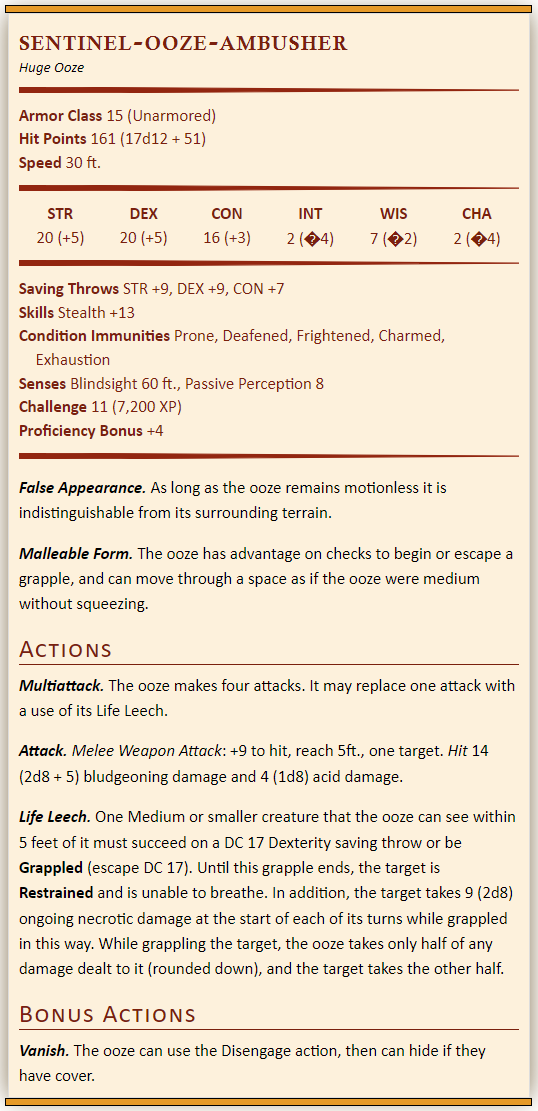 SENTINEL-OOZE-AMBUSHER
Huge Ooze
Armor Class 15 (Unarmored)
Hit Points 161 (17d12 + 51)
Speed 30 ft.
STR DEX CON INT WIS CHA
20 (+5) 20 (+5) 16 (+3) 2 (�4) 7 (�2) 2 (�4)
Saving Throws STR +9, DEX +9, CON +7
Skills Stealth +13
Condition Immunities Prone, Deafened, Frightened, Charmed,
Exhaustion
Senses Blindsight 60 ft., Passive Perception 8
Challenge 11 (7,200 XP)
Proficiency Bonus +4
False Appearance. As long as the ooze remains motionless it is
indistinguishable from its surrounding terrain.
Malleable Form. The ooze has advantage on checks to begin or escape a
grapple, and can move through a space as if the ooze were medium
without squeezing.
ACTIONS
Multiattack. The ooze makes four attacks. It may replace one attack with
a use of its Life Leech.
Attack. Melee Weapon Attack: +9 to hit, reach 5ft., one target. Hit 14
(2d8 + 5) bludgeoning damage and 4 (1d8) acid damage.
Life Leech. One Medium or smaller creature that the ooze can see within
5 feet of it must succeed on a DC 17 Dexterity saving throw or be
Grappled (escape DC 17). Until this grapple ends, the target is
Restrained and is unable to breathe. In addition, the target takes 9 (2d8)
ongoing necrotic damage at the start of each of its turns while grappled
in this way. While grappling the target, the ooze takes only half of any
damage dealt to it (rounded down), and the target takes the other half.
BONUS ACTIONS
Vanish. The ooze can use the Disengage action, then can hide if they
have cover.